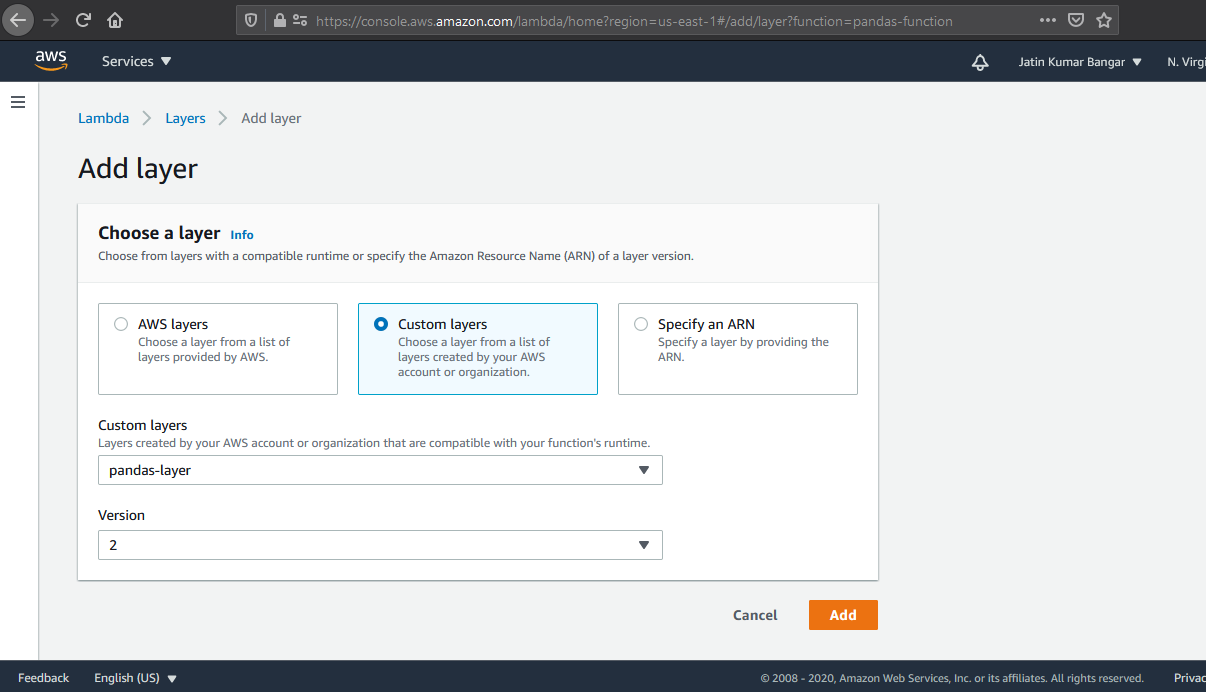 https://console.aws.amazon.com/lambda/home?region=us-east-1#/add/layer?function=pandas-function
aws
Services
Jatin Kumar Bangar
N. Virgi
Lambda
Layers
Add layer
Add layer
Choose a layer Info
Choose from layers with a compatible runtime or specify the Amazon Resource Name (ARN) of a layer version.
AWS layers
Choose a layer from a list of
layers provided by AWS.
Custom layers
Choose a layer from a list of
layers created by your AWS
account or organization.
Specify an ARN
Specify a layer by providing the
ARN.
Custom layers
Layers created by your AWS account or organization that are compatible with your function's runtime.
pandas-layer
Version
2
Cancel
Add
Feedback
English (US)
© 2008 - 2020, Amazon Web Services, Inc. or its affiliates. All rights reserved.
Privac